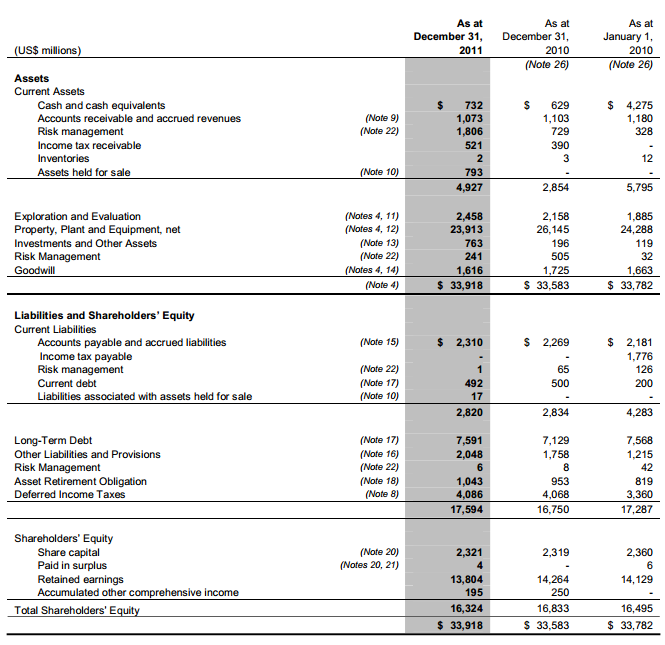 As at As at As at
December 31, December 31, January 1,
(US$ millions) 2011 2010 2010
(Note 26) (Note 26)
Assets
Current Assets
Cash and cash equivalents $ 732 $ 629 $ 4,275
Accounts receivable and accrued revenues (Note 9) 1,073 1,103 1,180
Risk management (Note 22) 1,806 729 328
Income tax receivable 521 390 -
Inventories 2 3 12
Assets held for sale (Note 10) 793 - -
4,927 2,854 5,795
Exploration and Evaluation (Notes 4, 11) 2,458 2,158 1,885
Property, Plant and Equipment, net (Notes 4, 12) 23,913 26,145 24,288
Investments and Other Assets (Note 13) 763 196 119
Risk Management (Note 22) 241 505 32
Goodwill (Notes 4, 14) 1,616 1,725 1,663
(Note 4) $ 33,918 $ 33,583 $ 33,782
Liabilities and Shareholders' Equity
Current Liabilities
Accounts payable and accrued liabilities (Note 15) $ 2,310 $ 2,269 $ 2,181
Income tax payable - - 1,776
Risk management (Note 22) 1 65 126
Current debt (Note 17) 492 500 200
Liabilities associated with assets held for sale (Note 10) 17 - -
2,820 2,834 4,283
Long-Term Debt (Note 17) 7,591 7,129 7,568
Other Liabilities and Provisions (Note 16) 2,048 1,758 1,215
Risk Management (Note 22) 6 8 42
Asset Retirement Obligation (Note 18) 1,043 953 819
Deferred Income Taxes (Note 8) 4,086 4,068 3,360
17,594 16,750 17,287
Shareholders' Equity
Share capital (Note 20) 2,321 2,319 2,360
Paid in surplus (Notes 20, 21) 4 - 6
Retained earnings 13,804 14,264 14,129
Accumulated other comprehensive income 195 250 -
Total Shareholders' Equity 16,324 16,833 16,495
$ 33,918 $ 33,583 $ 33,782